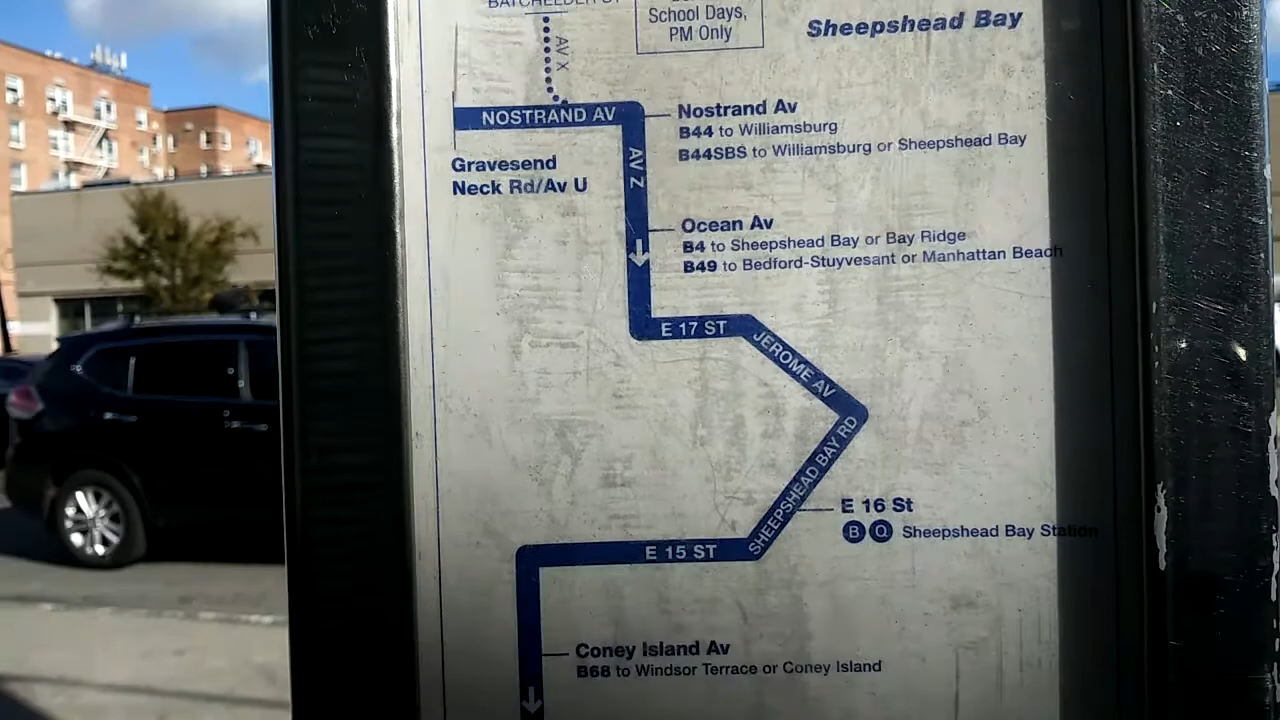 BATCHELDER ST
School Days,
PM Only
Sheepshead Bay
AV X
NOSTRAND AV
Nostrand Av
B44 to Williamsburg
B44SBS to Williamsburg or Sheepshead Bay
Gravesend
Neck Rd/Av U
AV Z
Ocean Av
B4 to Sheepshead Bay or Bay Ridge
B49 to Bedford-Stuyvesant or Manhattan Beach
E 17 ST
JEROME AV
SHEEPSHEAD BAY RD
E 16 St
B Q Sheepshead Bay Station
E 15 ST
Coney Island Av
B68 to Windsor Terrace or Coney Island